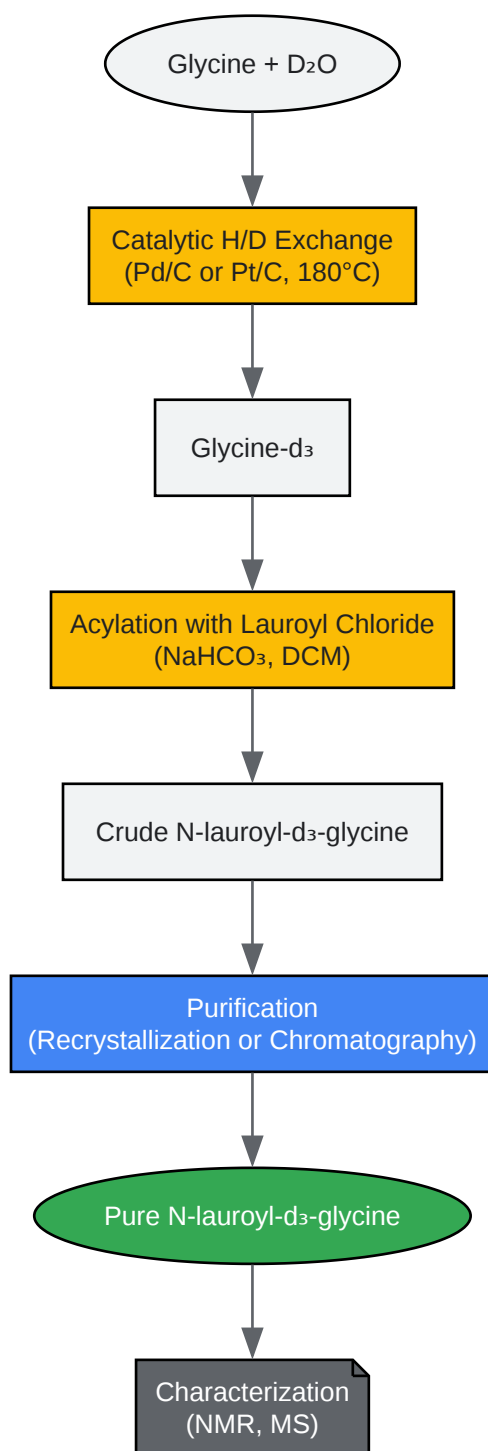 Glycine + D₂O
Catalytic H/D Exchange
(Pd/C or Pt/C, 180°C)
Glycine-d₃
Acylation with Lauroyl Chloride
(NaHCO₃, DCM)
Crude N-lauroyl-d₃-glycine
Purification
(Recrystallization or Chromatography)
Pure N-lauroyl-d₃-glycine
Characterization
(NMR, MS)